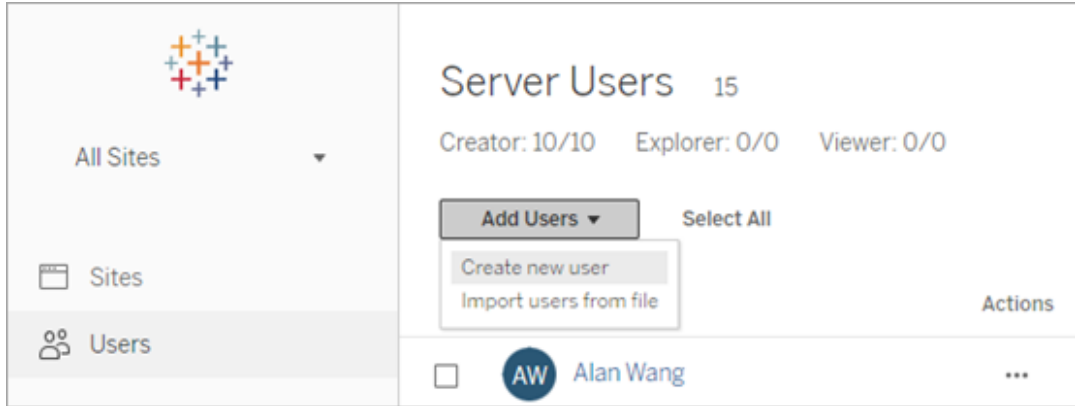 All Sites
Sites
Users
Server Users 15
Creator: 10/10 Explorer: 0/0 Viewer: 0/0
Add Users Select All
Create new user
Import users from file
Actions
AW Alan Wang